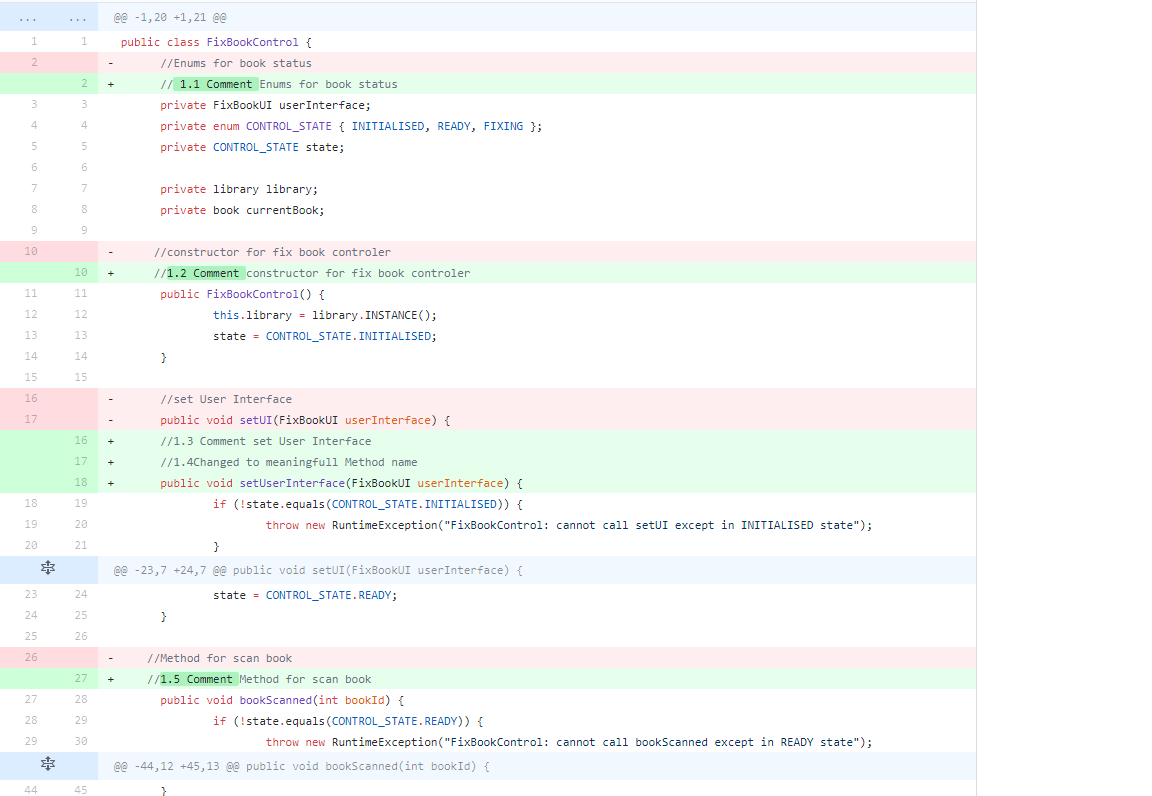 ... ... @@ -1,20 +1,21 @@
1 1 public class FixBookControl {
2 - //Enums for book status
2 + // 1.1 Comment Enums for book status
3 3 private FixBookUI userInterface;
4 4 private enum CONTROL_STATE { INITIALISED, READY, FIXING };
5 5 private CONTROL_STATE state;
6 6
7 7 private library library;
8 8 private book currentBook;
9 9
10 - //constructor for fix book controler
10 + //1.2 Comment constructor for fix book controler
11 11 public FixBookControl() {
12 12 this.library = library.INSTANCE();
13 13 state = CONTROL_STATE.INITIALISED;
14 14 }
15 15
16 - //set User Interface
17 - public void setUI(FixBookUI userInterface) {
16 + //1.3 Comment set User Interface
17 + //1.4Changed to meaningfull Method name
18 + public void setUserInterface(FixBookUI userInterface) {
18 19 if (!state.equals(CONTROL_STATE.INITIALISED)) {
19 20 throw new RuntimeException("FixBookControl: cannot call setUI except in INITIALISED state");
20 21 }
@@ -23,7 +24,7 @@ public void setUI(FixBookUI userInterface) {
23 24 state = CONTROL_STATE.READY;
24 25 }
25 26
26 - //Method for scan book
27 + //1.5 Comment Method for scan book
27 28 public void bookScanned(int bookId) {
28 29 if (!state.equals(CONTROL_STATE.READY)) {
29 30 throw new RuntimeException("FixBookControl: cannot call bookScanned except in READY state");
@@ -44,12 +45,13 @@ public void bookScanned(int bookId) {
44 45 }